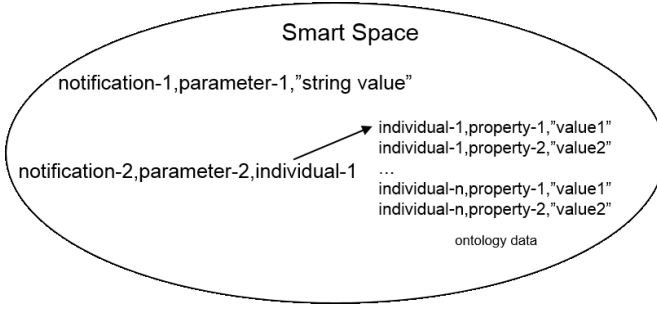 Smart Space
notification-1,parameter-1,”string value”
notification-2,parameter-2,individual-1
individual-1,property-1,”value1”
individual-1,property-2,”value2”
...
individual-n,property-1,”value1”
individual-n,property-2,”value2”
ontology data